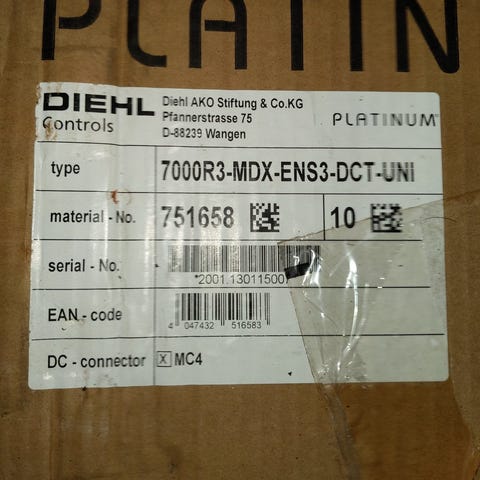 PLATIN
DIEHL
Controls
Diehl AKO Stiftung & Co.KG
Pfannerstrasse 75
D-88239 Wangen
PLATINUM®
type 7000R3-MDX-ENS3-DCT-UNI
material - No. 751658 10
serial - No.
*2001.13011500
EAN - code
4 047432 516583
DC - connector X MC4